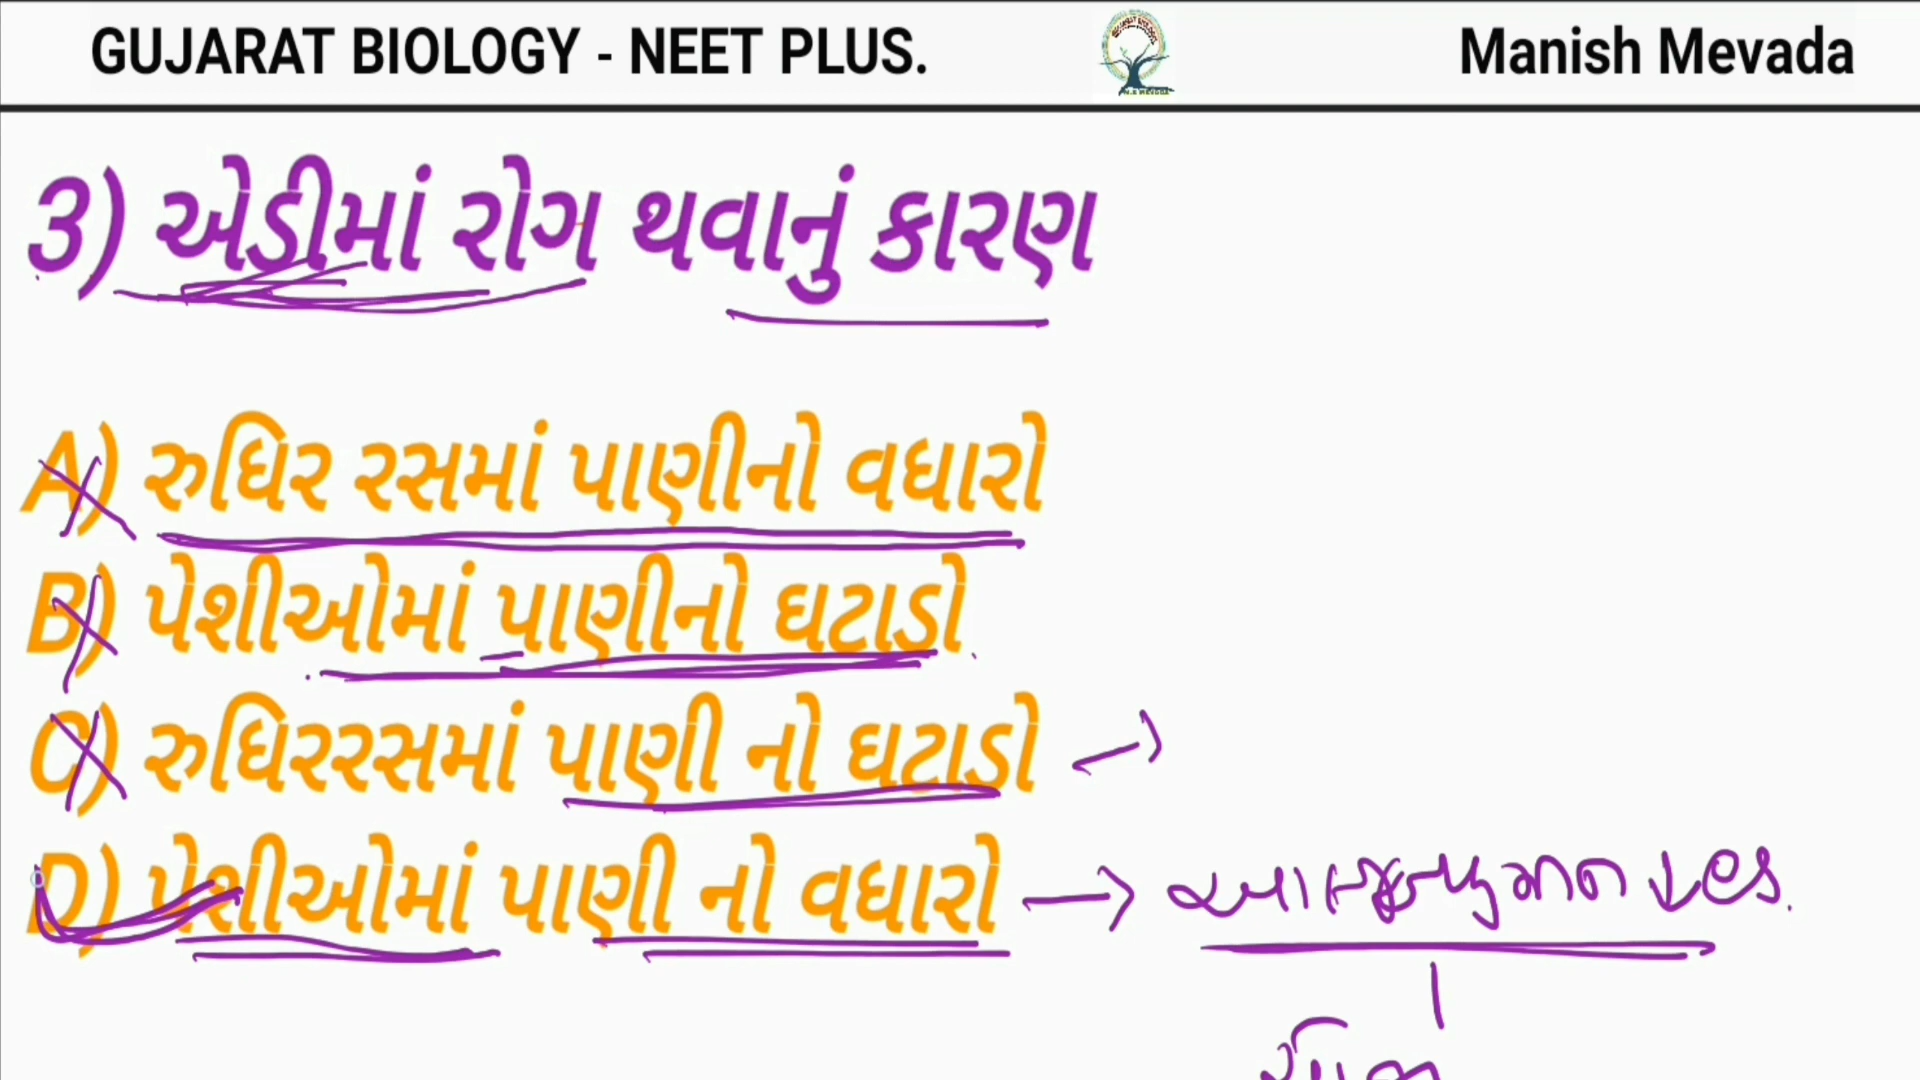 GUJARAT BIOLOGY - NEET PLUS. Manish Mevada
3) એડીમાં રોગ થવાનું કારણ
A) રુધિર રસમાં પાણીનો વધારો
B) પેશીઓમાં પાણીનો ઘટાડો
C) રુધિરરસમાં પાણી નો ઘટાડો
D) પેશીઓમાં પાણી નો વધારો